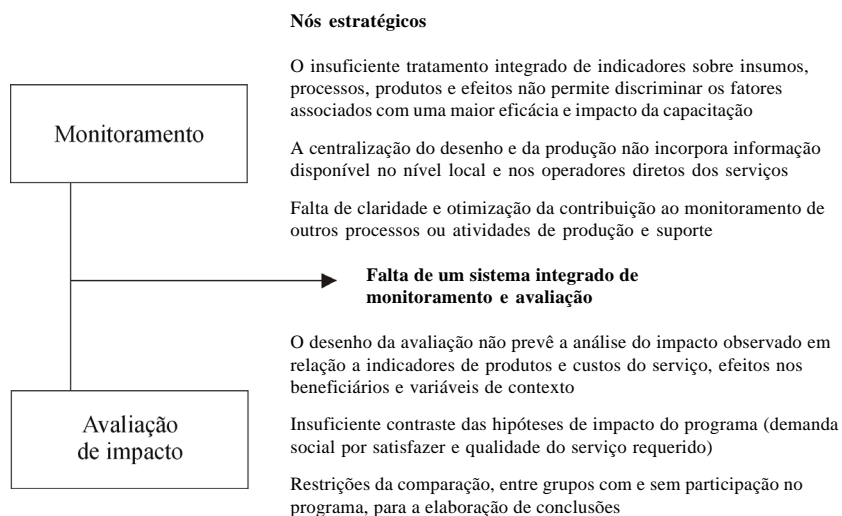 Nós estratégicos
O insuficiente tratamento integrado de indicadores sobre insumos,
processos, produtos e efeitos não permite discriminar os fatores
associados com uma maior eficácia e impacto da capacitação
Monitoramento
A centralização do desenho e da produção não incorpora informação
disponível no nível local e nos operadores diretos dos serviços
Falta de claridade e otimização da contribuição ao monitoramento de
outros processos ou atividades de produção e suporte
Falta de um sistema integrado de
monitoramento e avaliação
O desenho da avaliação não prevê a análise do impacto observado em
relação a indicadores de produtos e custos do serviço, efeitos nos
beneficiários e variáveis de contexto
Avaliação
de impacto
Insuficiente contraste das hipóteses de impacto do programa (demanda
social por satisfazer e qualidade do serviço requerido)
Restrições da comparação, entre grupos com e sem participação no
programa, para a elaboração de conclusões